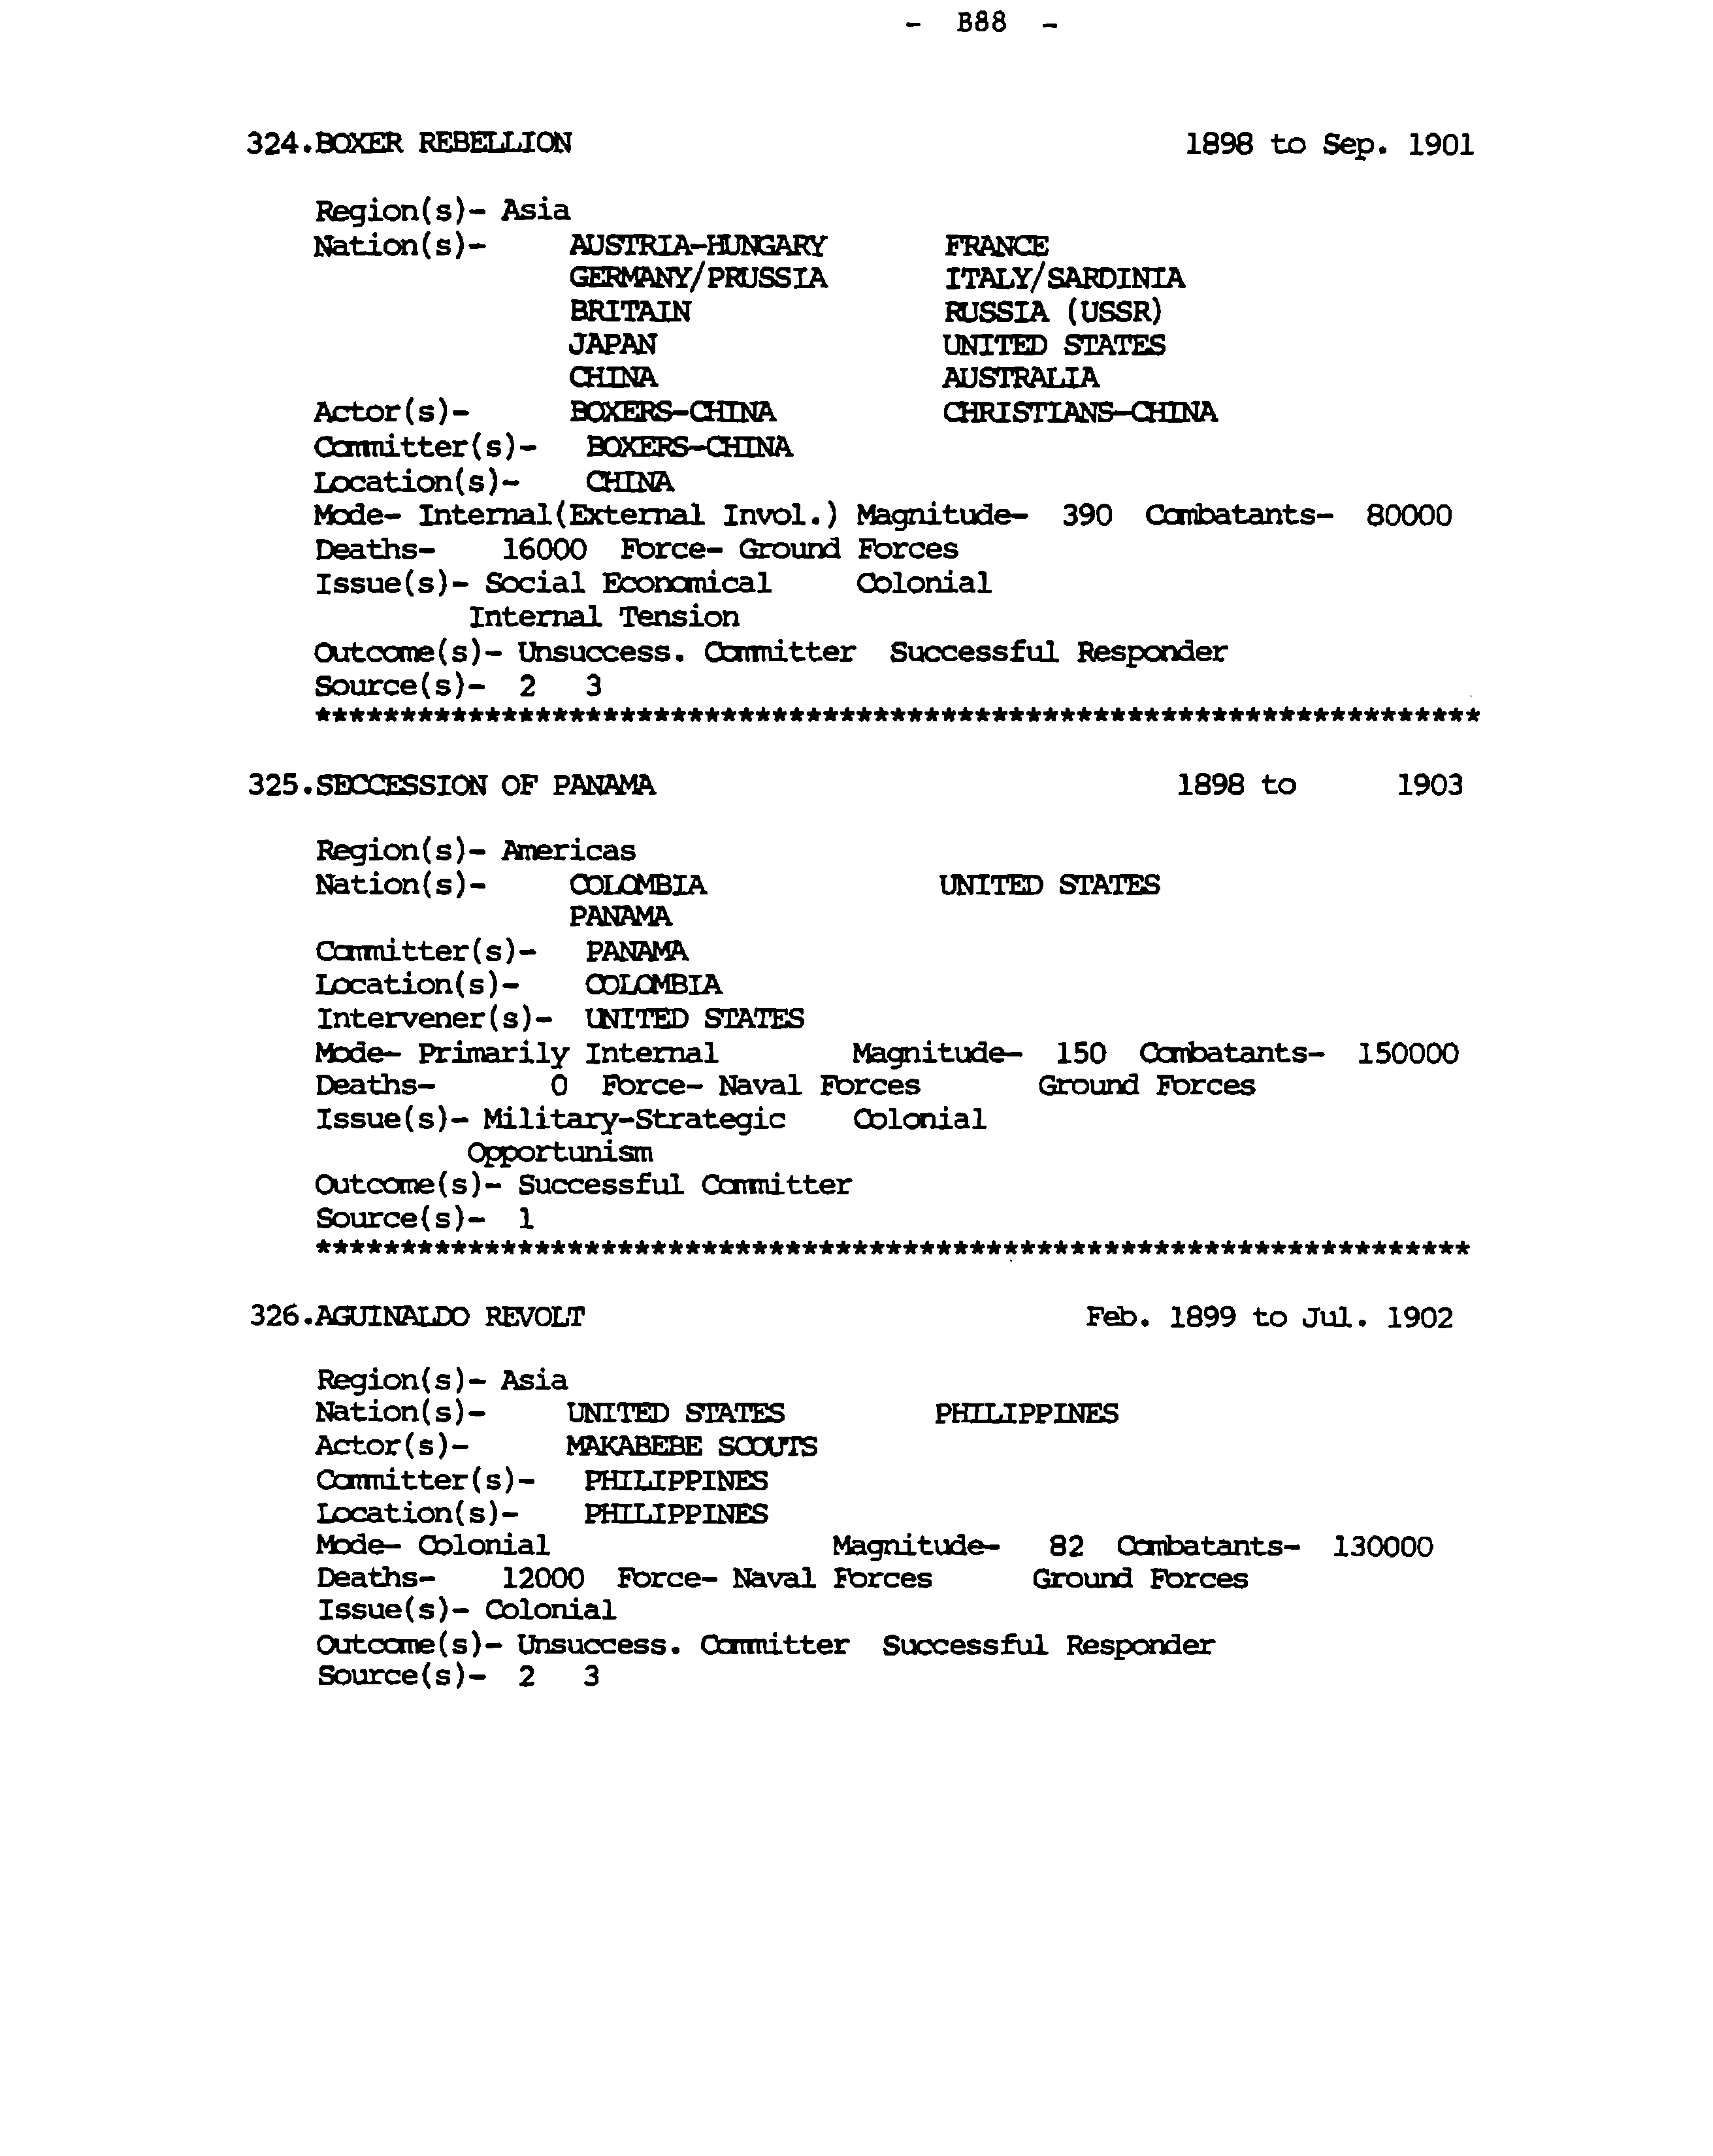 - B88 -
324.BOXER REBELLION 1898 to Sep. 1901
Region(s)- Asia
Nation(s)- AUSTRIA-HUNGARY FRANCE
GERMANY/PRUSSIA ITALY/SARDINIA
BRITAIN RUSSIA (USSR)
JAPAN UNITED STATES
CHINA AUSTRALIA
Actor(s)- BOXERS-CHINA CHRISTIANS-CHINA
Committer(s)- BOXERS-CHINA
Location(s)- CHINA
Mode- Internal(External Invol.) Magnitude- 390 Combatants- 80000
Deaths- 16000 Force- Ground Forces
Issue(s)- Social Economical Colonial
Internal Tension
Outcome(s)- Unsuccess. Committer Successful Responder
Source(s)- 2 3
*********************************************************************
325.SECCESSION OF PANAMA 1898 to 1903
Region(s)- Americas
Nation(s)- COLOMBIA UNITED STATES
PANAMA
Committer(s)- PANAMA
Location(s)- COLOMBIA
Intervener(s)- UNITED STATES
Mode- Primarily Internal Magnitude- 150 Combatants- 150000
Deaths- 0 Force- Naval Forces Ground Forces
Issue(s)- Military-Strategic Colonial
Opportunism
Outcome(s)- Successful Committer
Source(s)- 1
*********************************************************************
326.AGUINALDO REVOLT Feb. 1899 to Jul. 1902
Region(s)- Asia
Nation(s)- UNITED STATES PHILIPPINES
Actor(s)- MAKABEBE SCOUTS
Committer(s)- PHILIPPINES
Location(s)- PHILIPPINES
Mode- Colonial Magnitude- 82 Combatants- 130000
Deaths- 12000 Force- Naval Forces Ground Forces
Issue(s)- Colonial
Outcome(s)- Unsuccess. Committer Successful Responder
Source(s)- 2 3